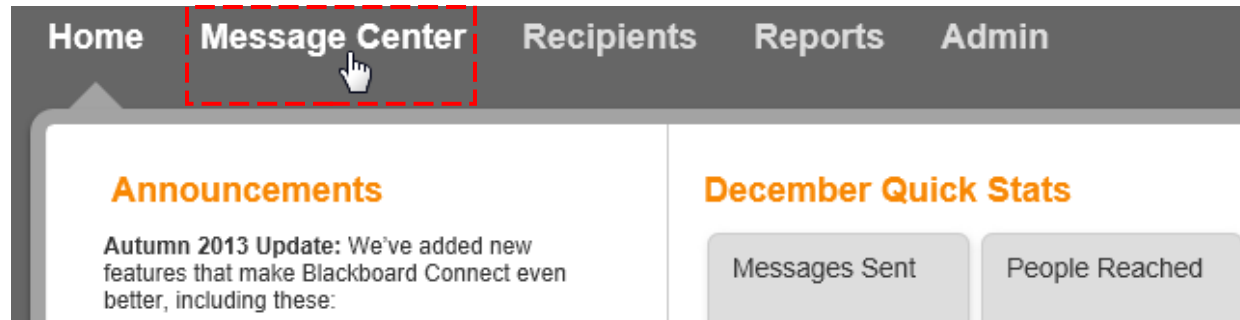 Home Message Center Recipients Reports Admin
Announcements
Autumn 2013 Update: We've added new
features that make Blackboard Connect even
better, including these:
December Quick Stats
Messages Sent
People Reached